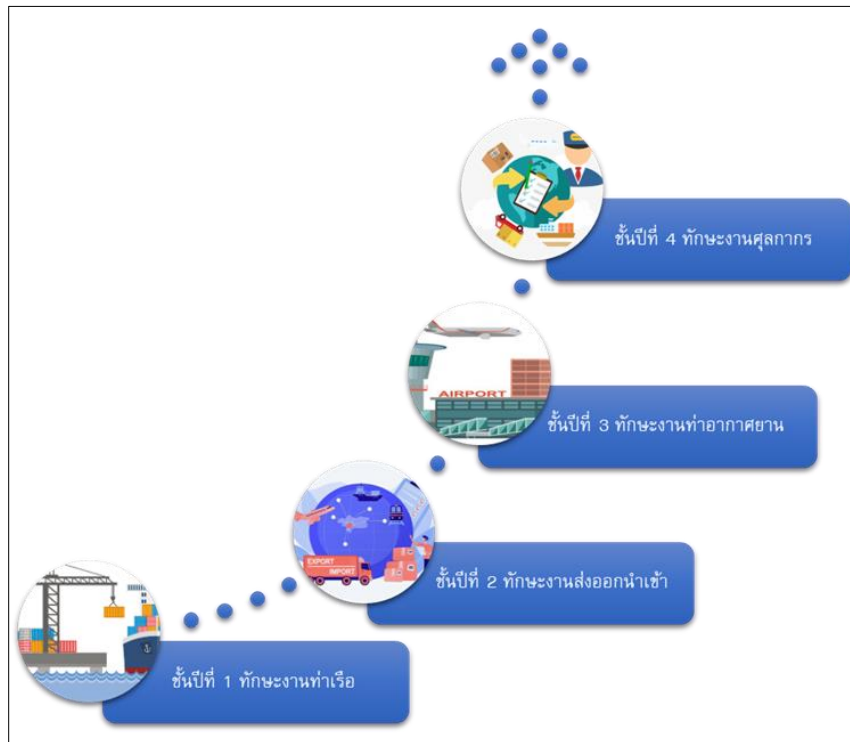 ชั้นปีที่ 4 ทักษะงานศุลกากร
AIRPORT
ชั้นปีที่ 3 ทักษะงานท่าอากาศยาน
EXPORT
IMPORT
ชั้นปีที่ 2 ทักษะงานส่งออกนำเข้า
ชั้นปีที่ 1 ทักษะงานท่าเรือ